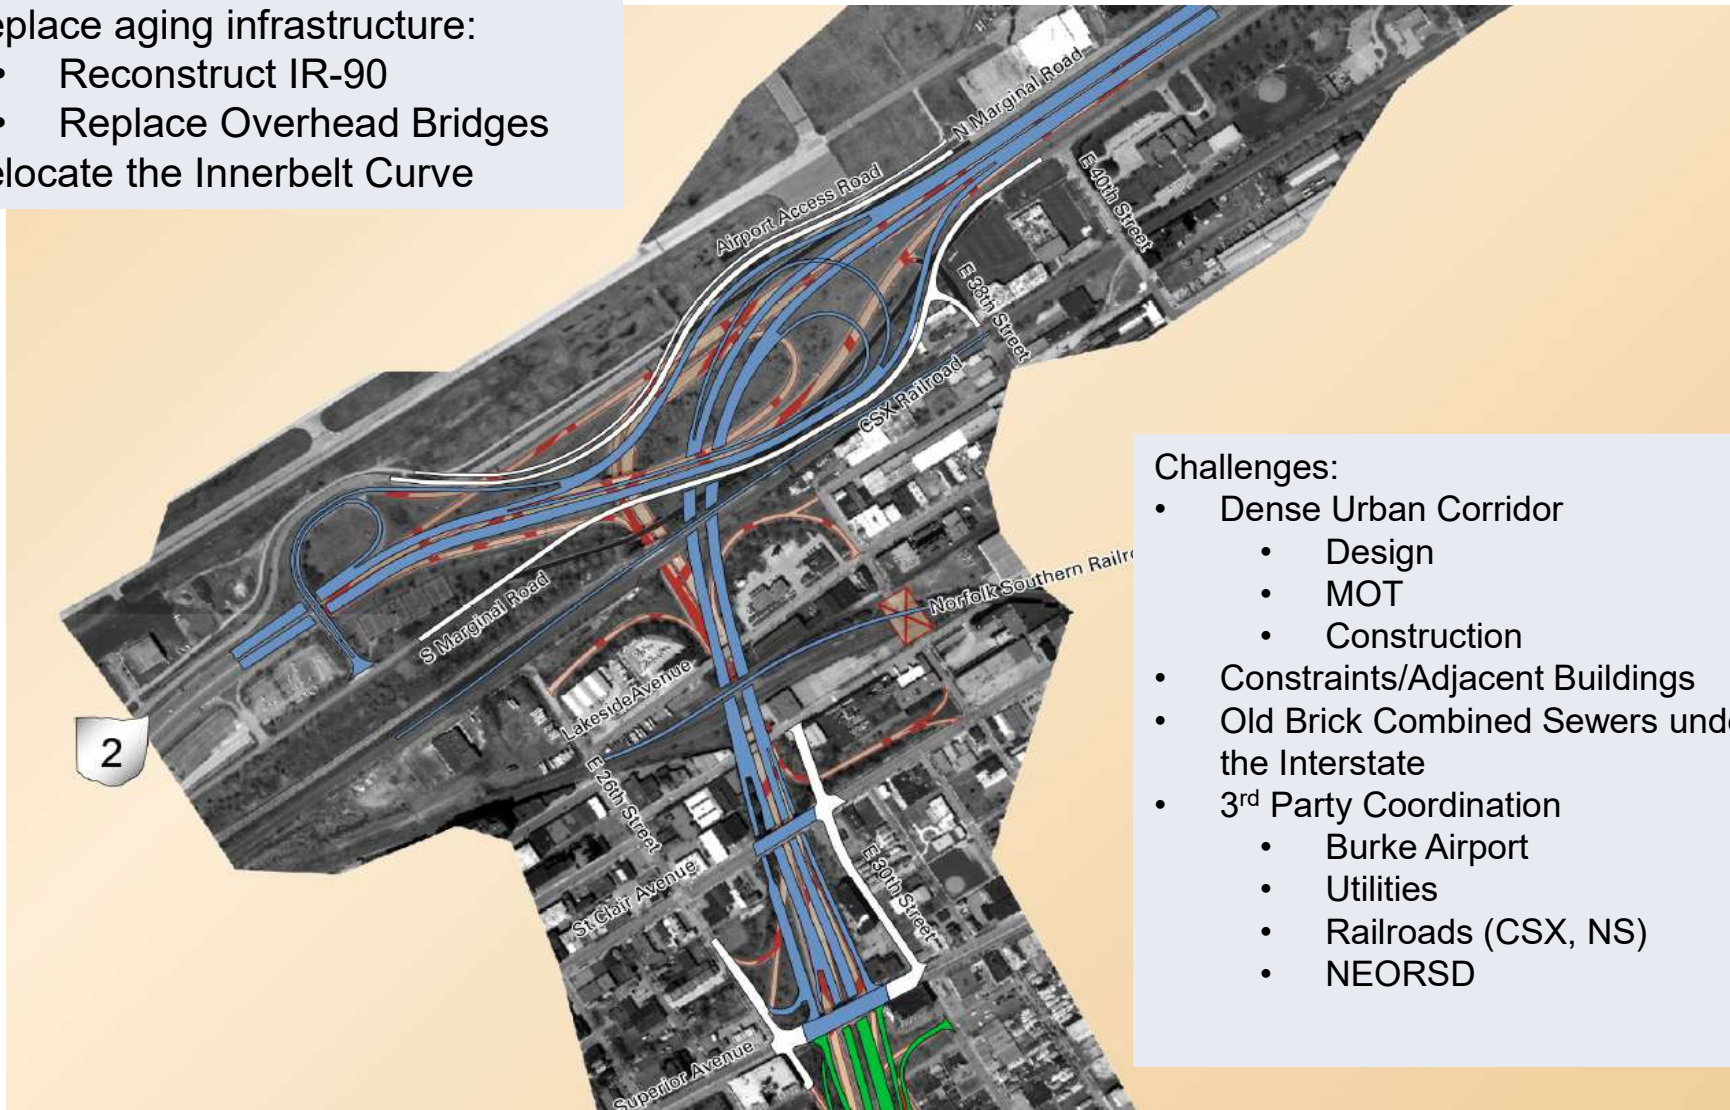 eplace aging infrastructure:
• Reconstruct IR-90
• Replace Overhead Bridges
elocate the Innerbelt Curve
N Marginal Road
Airport Access Road
E 40th Street
E 38th Street
CSX Railroad
Challenges:
• Dense Urban Corridor
• Design
• MOT
• Construction
• Constraints/Adjacent Buildings
• Old Brick Combined Sewers unde
the Interstate
• 3rd Party Coordination
• Burke Airport
• Utilities
• Railroads (CSX, NS)
• NEORSD
Norfolk Southern Railr
S Marginal Road
Lakeside Avenue
2
E 26th Street
St Clair Avenue
E 30th Street
Superior Avenue